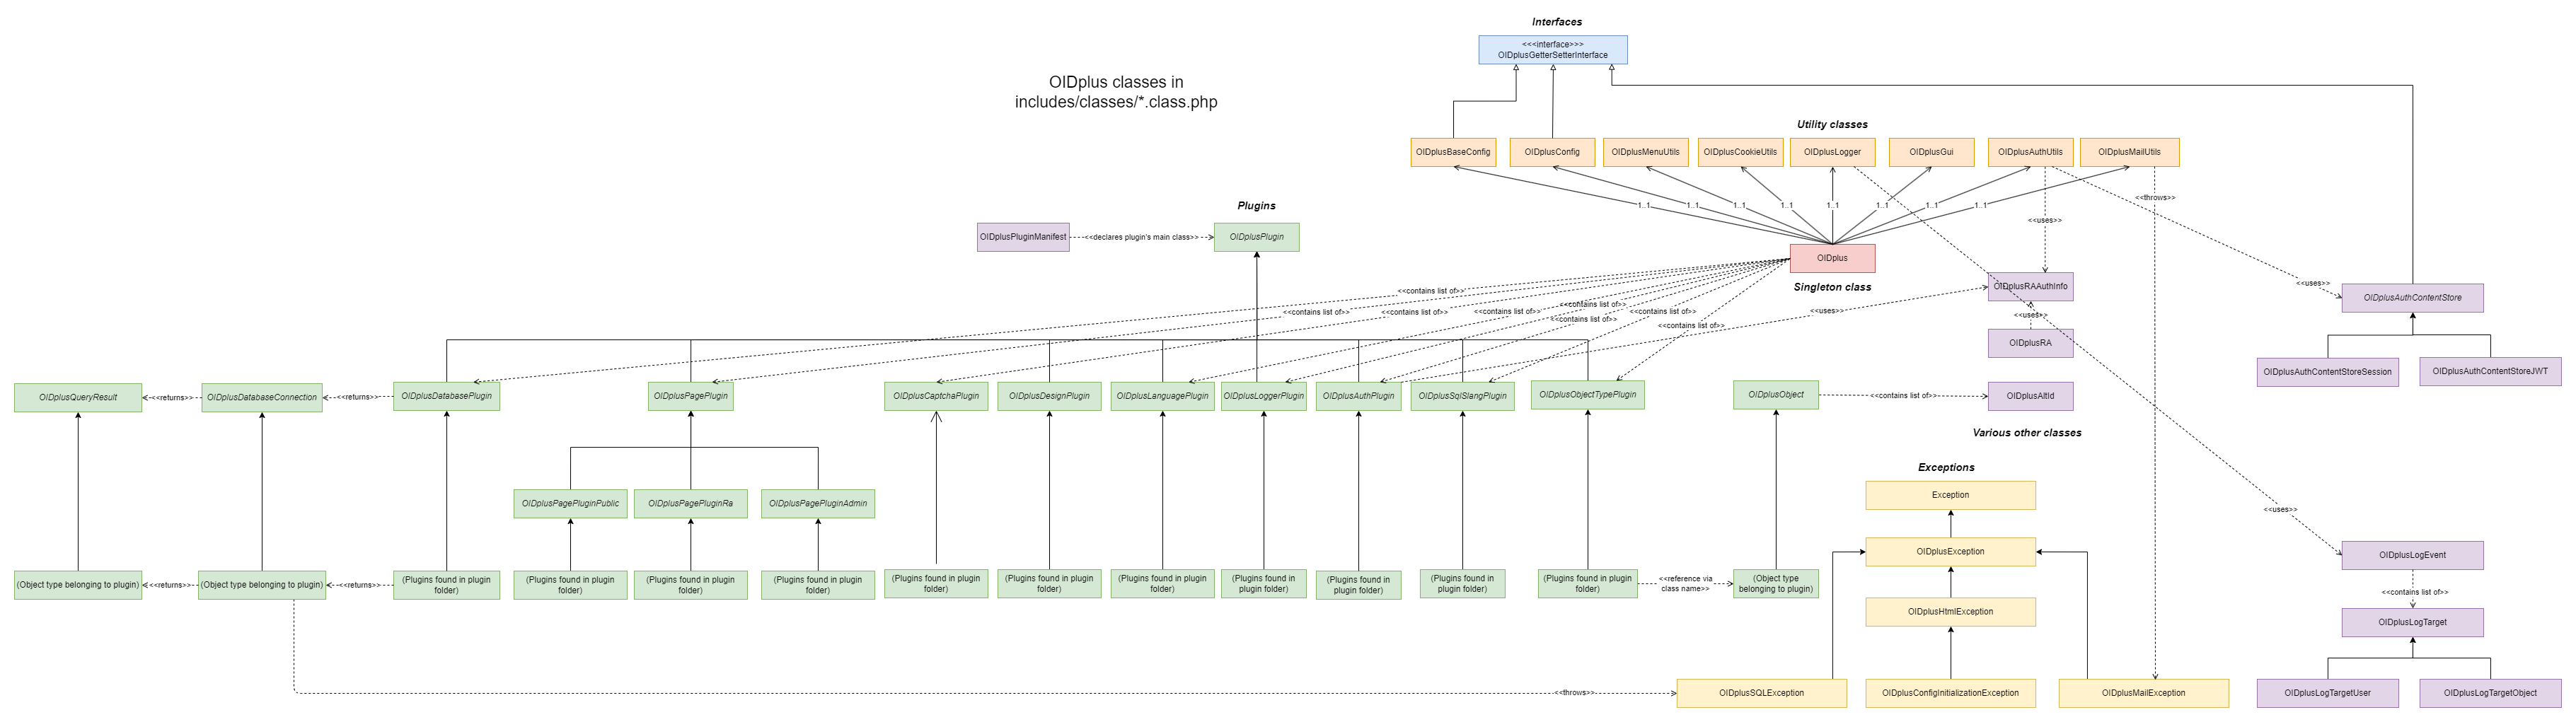 Interfaces
<<<interface>>>
OIDplusGetterSetterInterface
OIDplus classes in
includes/classes/*.class.php
Utility classes
OIDplusBaseConfig
OIDplusConfig
OIDplusMenuUtils
OIDplusCookieUtils
OIDplusLogger
OIDplusGui
OIDplusAuthUtils
OIDplusMailUtils
<<throws>>
1..1
1..1
1..1
1..1
1..1
1..1
1..1
1..1
<<uses>>
Plugins
OIDplusPluginManifest
<<declares plugin's main class>>
OIDplusPlugin
OIDplus
Singleton class
OIDplusRAAuthInfo
<<uses>>
OIDplusAuthContentStore
<<contains list of>>
<<contains list of>>
<<contains list of>>
<<contains list of>>
<<contains list of>>
<<contains list of>>
<<contains list of>>
<<contains list of>>
<<uses>>
<<uses>>
OIDplusRA
OIDplusAuthContentStoreSession
OIDplusAuthContentStoreJWT
OIDplusQueryResult
<<returns>>
OIDplusDatabaseConnection
<<returns>>
OIDplusDatabasePlugin
OIDplusPagePlugin
OIDplusCaptchaPlugin
OIDplusDesignPlugin
OIDplusLanguagePlugin
OIDplusLoggerPlugin
OIDplusAuthPlugin
OIDplusSqlSlangPlugin
OIDplusObjectTypePlugin
OIDplusObject
<<contains list of>>
OIDplusAltId
Various other classes
Exceptions
Exception
OIDplusPagePluginPublic
OIDplusPagePluginRa
OIDplusPagePluginAdmin
<<uses>>
OIDplusException
OIDplusLogEvent
(Object type belonging to plugin)
<<returns>>
(Object type belonging to plugin)
<<returns>>
(Plugins found in plugin
folder)
(Plugins found in plugin
folder)
(Plugins found in plugin
folder)
(Plugins found in plugin
folder)
(Plugins found in plugin
folder)
(Plugins found in plugin
folder)
(Plugins found in plugin
folder)
(Plugins found in
plugin folder)
(Plugins found in
plugin folder)
(Plugins found in
plugin folder)
(Plugins found in plugin
folder)
<<reference via
class name>>
(Object type
belonging to plugin)
<<contains list of>>
OIDplusHtmlException
OIDplusLogTarget
<<throws>>
OIDplusSQLException
OIDplusConfigInitializationException
OIDplusMailException
OIDplusLogTargetUser
OIDplusLogTargetObject